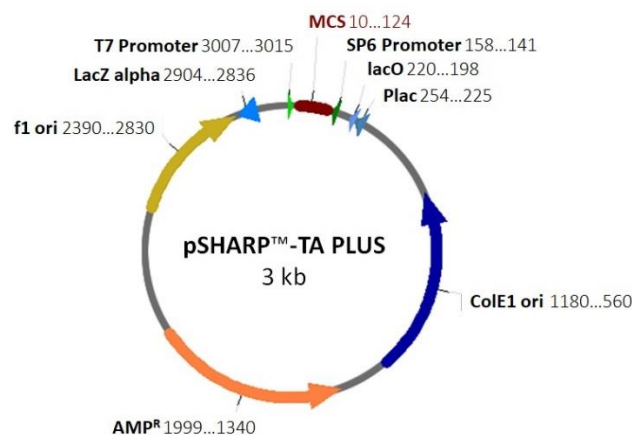 MCS 10...124
T7 Promoter 3007...3015
SP6 Promoter 158...141
LacZ alpha 2904...2836
lacO 220...198
Plac 254...225
f1 ori 2390...2830
pSHARP™-TA PLUS
3 kb
ColE1 ori 1180...560
AMPᴿ 1999...1340